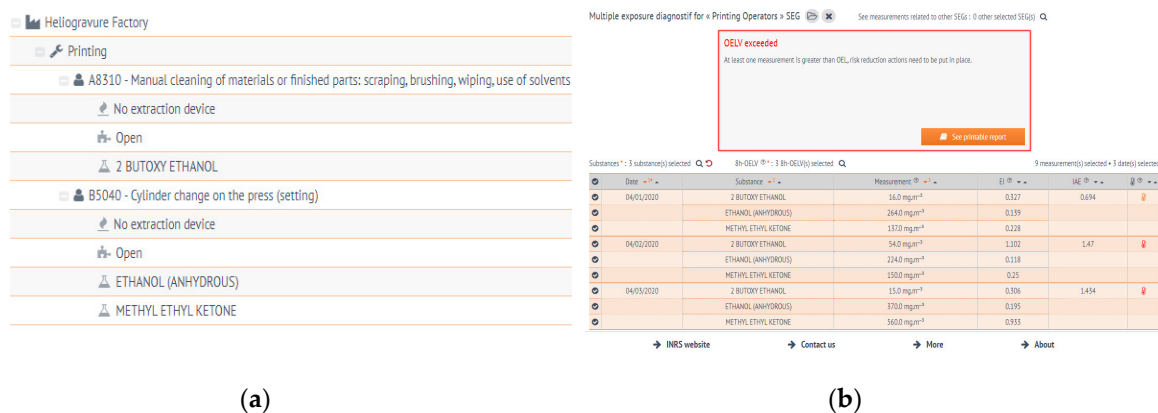 Heliogravure Factory
Printing
A8310 - Manual cleaning of materials or finished parts: scraping, brushing, wiping, use of solvents
No extraction device
Open
2 BUTOXY ETHANOL
B5040 - Cylinder change on the press (setting)
No extraction device
Open
ETHANOL (ANHYDROUS)
METHYL ETHYL KETONE
(a)
Multiple exposure diagnostif for « Printing Operators » SEG See measurements related to other SEGs : 0 other selected SEG(s)
OELV exceeded
At least one measurement is greater than OEL, risk reduction actions need to be put in place.
See printable report
Substances * : 3 substance(s) selected 8h-OELV * : 3 8h-OELV(s) selected 9 measurement(s) selected • 3 date(s) selected
Date Substance Measurement EI IAE
04/01/2020 2 BUTOXY ETHANOL 16.0 mg.m⁻³ 0.327 0.694
ETHANOL (ANHYDROUS) 264.0 mg.m⁻³ 0.139
METHYL ETHYL KETONE 137.0 mg.m⁻³ 0.228
04/02/2020 2 BUTOXY ETHANOL 54.0 mg.m⁻³ 1.102 1.47
ETHANOL (ANHYDROUS) 224.0 mg.m⁻³ 0.118
METHYL ETHYL KETONE 150.0 mg.m⁻³ 0.25
04/03/2020 2 BUTOXY ETHANOL 15.0 mg.m⁻³ 0.306 1.434
ETHANOL (ANHYDROUS) 370.0 mg.m⁻³ 0.195
METHYL ETHYL KETONE 560.0 mg.m⁻³ 0.933
INRS website Contact us More About
(b)